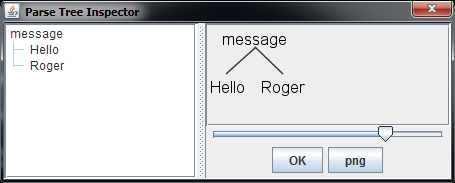 Parse Tree Inspector
message
Hello
Roger
message
Hello Roger
OK png